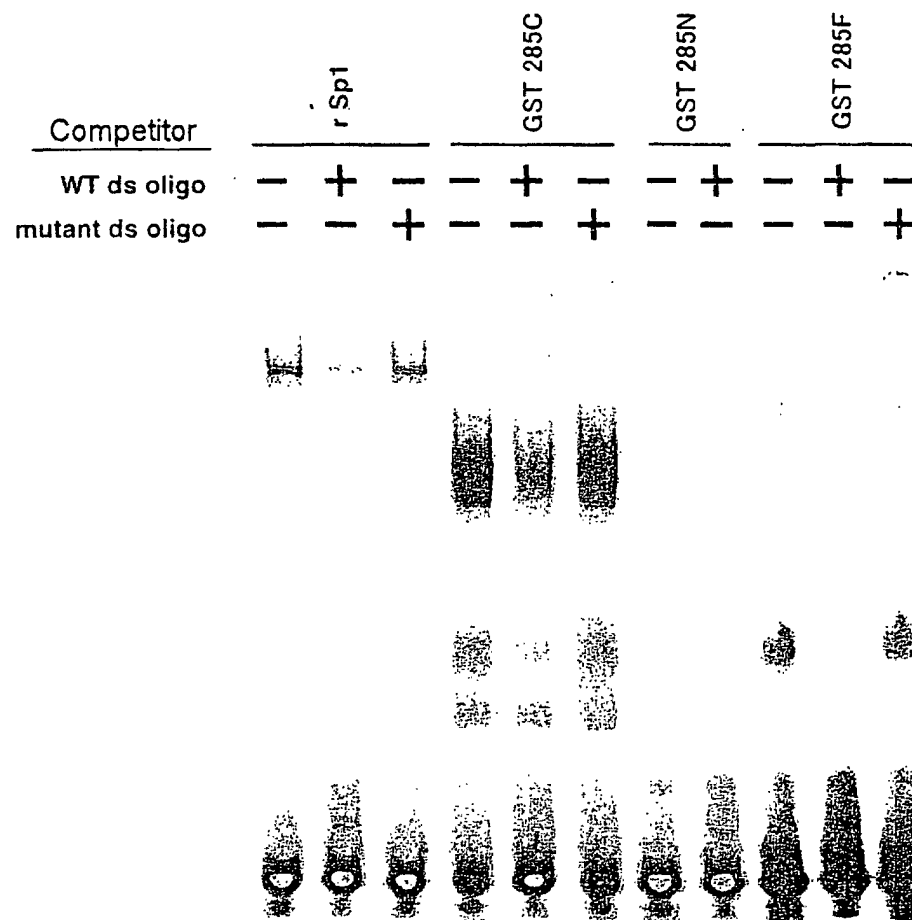 r Sp1 GST 285C GST 285N GST 285F
Competitor
WT ds oligo − + − − + − − + − + −
mutant ds oligo − − + − − + − − − − +